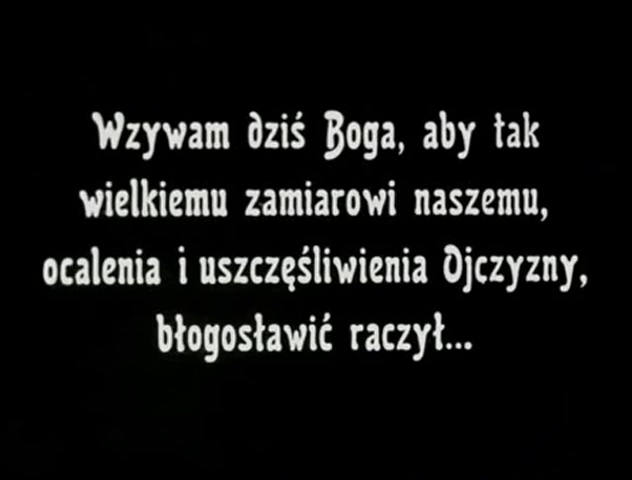 Wzywam dziś Boga, aby tak
wielkiemu zamiarowi naszemu,
ocalenia i uszczęśliwienia Ojczyzny,
błogosławić raczył...